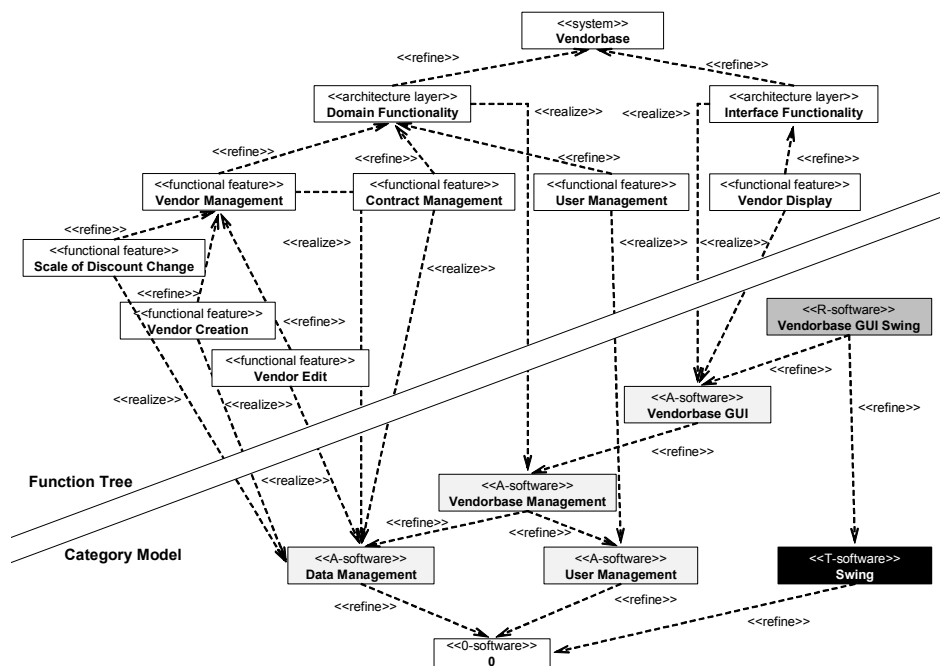 <<system>>
Vendorbase
<<refine>>
<<refine>>
<<architecture layer>>
Domain Functionality
<<realize>>
<<realize>>
<<architecture layer>>
Interface Functionality
<<refine>>
<<refine>>
<<refine>>
<<refine>>
<<functional feature>>
Vendor Management
<<functional feature>>
Contract Management
<<functional feature>>
User Management
<<functional feature>>
Vendor Display
<<refine>>
<<functional feature>>
Scale of Discount Change
<<realize>>
<<realize>>
<<realize>>
<<refine>>
<<functional feature>>
Vendor Creation
<<refine>>
<<R-software>>
Vendorbase GUI Swing
<<functional feature>>
Vendor Edit
<<refine>>
<<realize>>
<<realize>>
<<A-software>>
Vendorbase GUI
<<refine>>
<<refine>>
Function Tree
<<realize>>
<<A-software>>
Vendorbase Management
<<refine>>
<<refine>>
Category Model
<<A-software>>
Data Management
<<A-software>>
User Management
<<T-software>>
Swing
<<refine>>
<<refine>>
<<refine>>
<<0-software>>
0